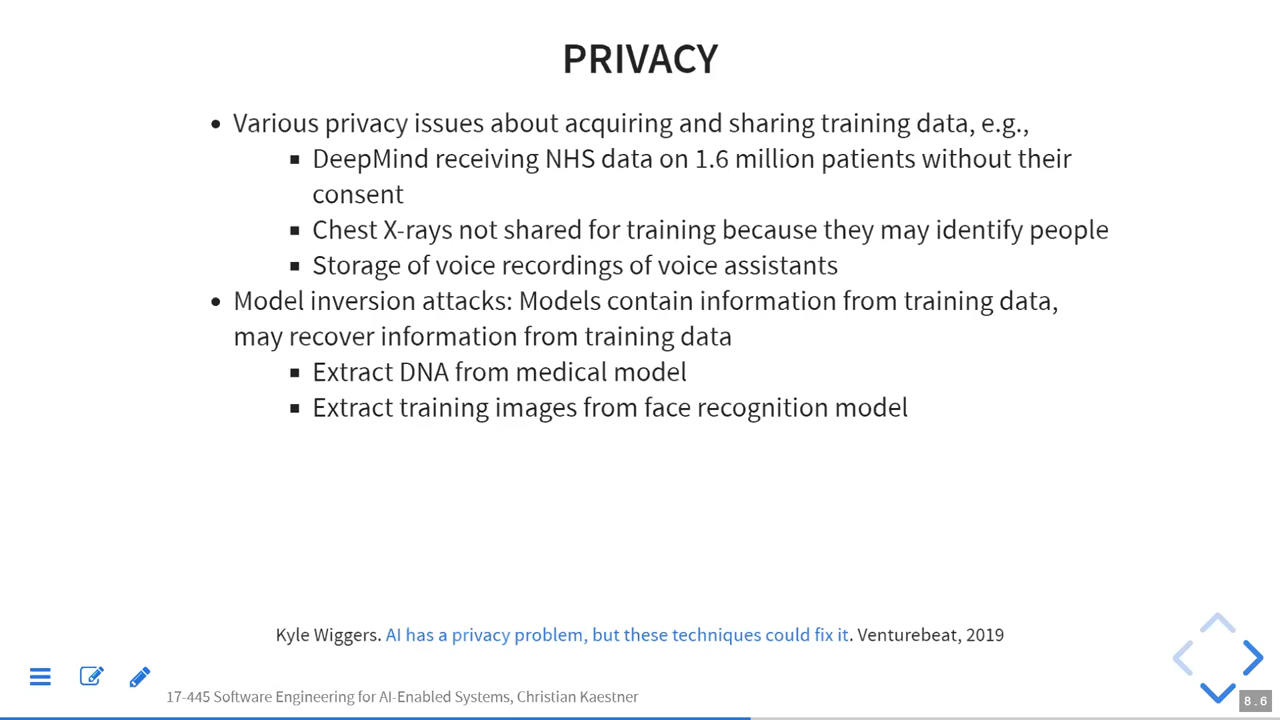 PRIVACY
Various privacy issues about acquiring and sharing training data, e.g.,
DeepMind receiving NHS data on 1.6 million patients without their
consent
Chest X-rays not shared for training because they may identify people
Storage of voice recordings of voice assistants
Model inversion attacks: Models contain information from training data,
may recover information from training data
Extract DNA from medical model
Extract training images from face recognition model
Kyle Wiggers. AI has a privacy problem, but these techniques could fix it. Venturebeat, 2019
17-445 Software Engineering for AI-Enabled Systems, Christian Kaestner
8.6